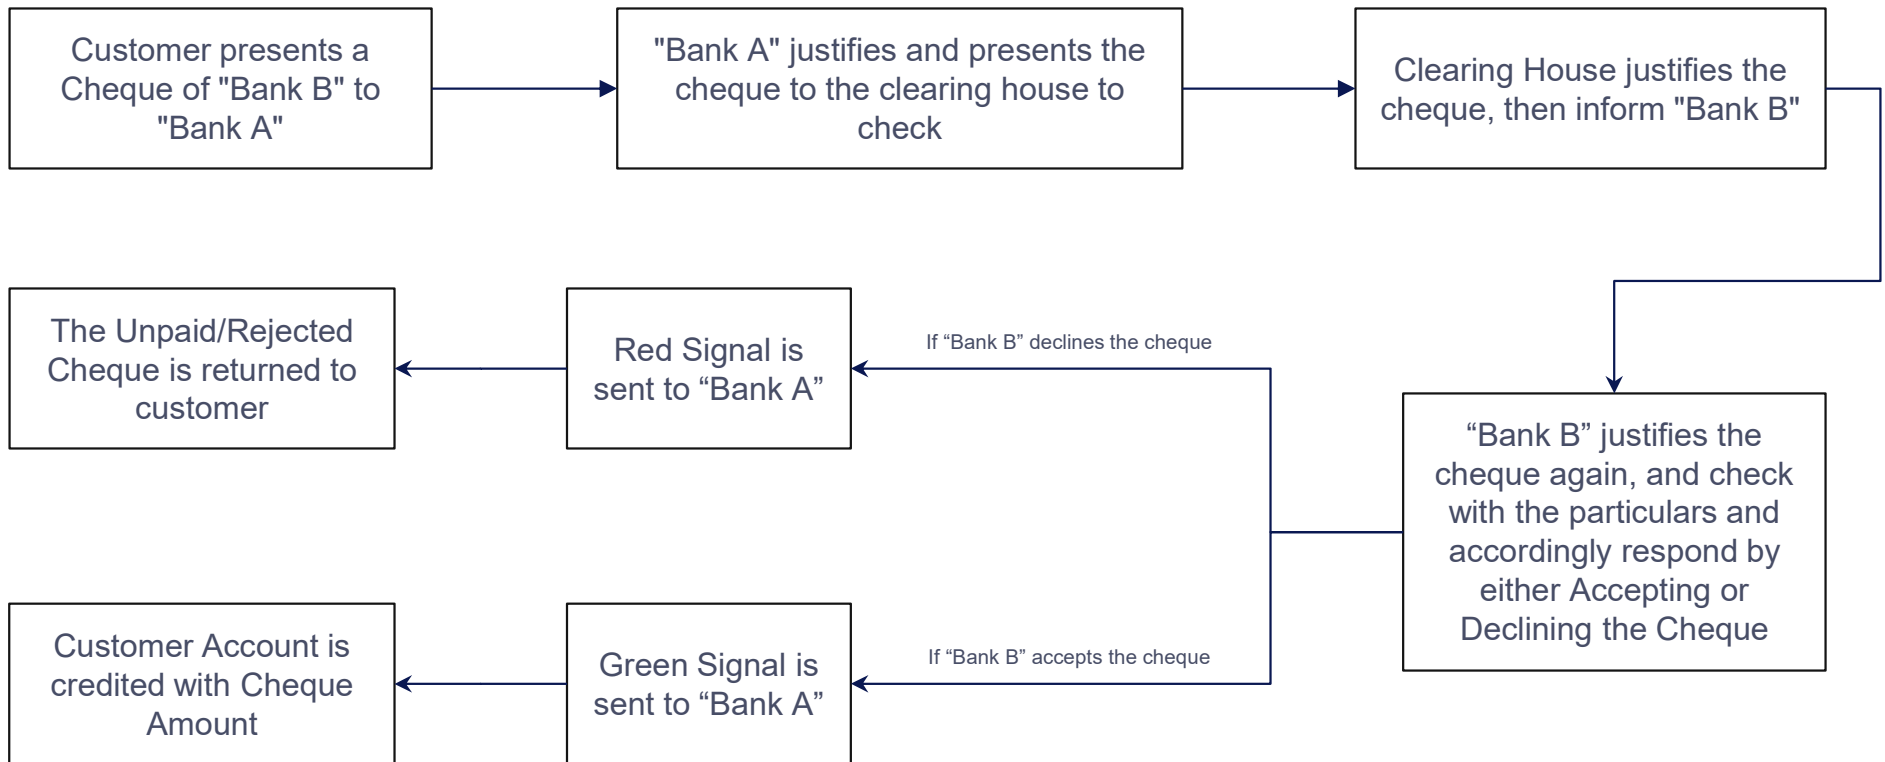 Customer presents a
Cheque of "Bank B" to
"Bank A"
"Bank A" justifies and presents the
cheque to the clearing house to
check
Clearing House justifies the
cheque, then inform "Bank B"
The Unpaid/Rejected
Cheque is returned to
customer
Red Signal is
sent to “Bank A”
If “Bank B” declines the cheque
“Bank B” justifies the
cheque again, and check
with the particulars and
accordingly respond by
either Accepting or
Declining the Cheque
Customer Account is
credited with Cheque
Amount
Green Signal is
sent to “Bank A”
If “Bank B” accepts the cheque